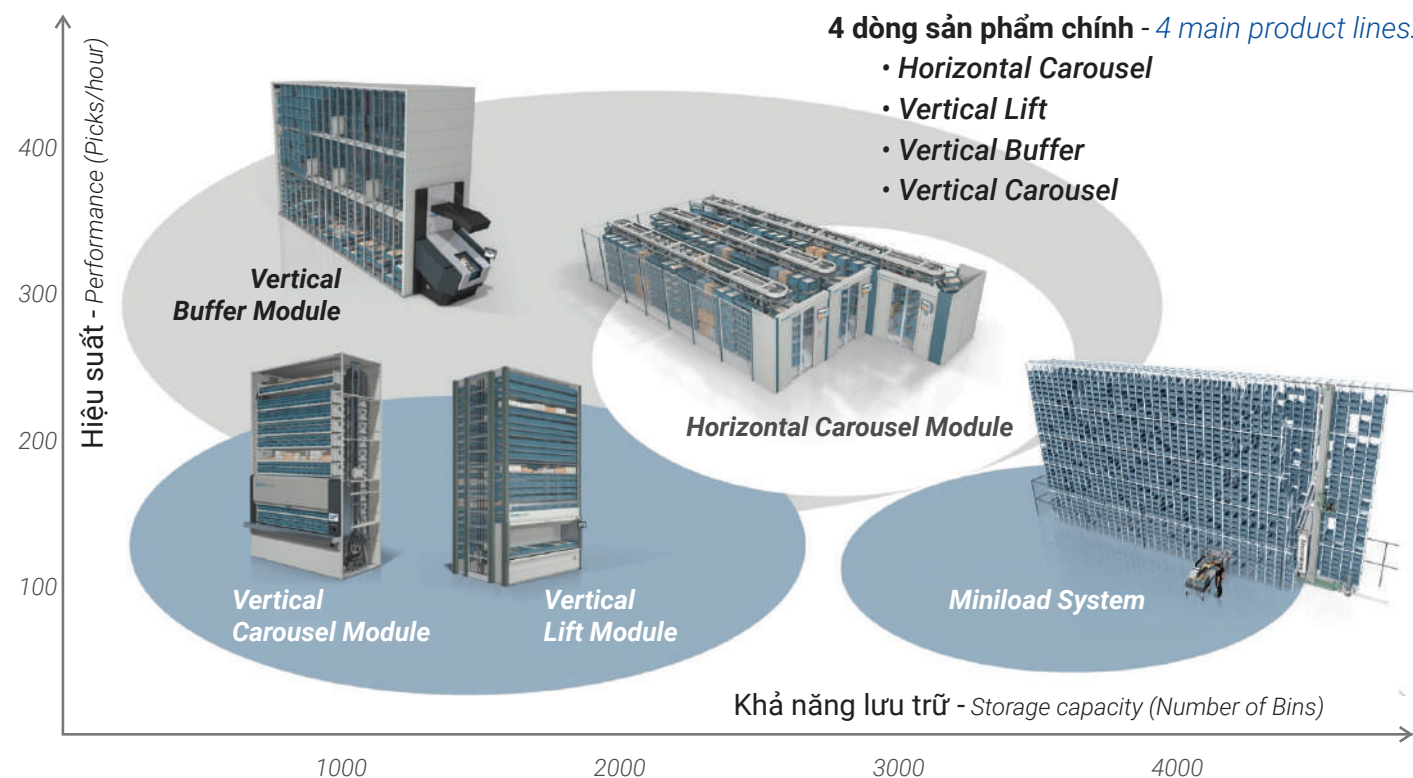 4 dòng sản phẩm chính - 4 main product lines.
• Horizontal Carousel
• Vertical Lift
• Vertical Buffer
• Vertical Carousel
Hiệu suất - Performance (Picks/hour)
400
300
200
100
Vertical
Buffer Module
Horizontal Carousel Module
Vertical
Carousel Module
Vertical
Lift Module
Miniload System
Khả năng lưu trữ - Storage capacity (Number of Bins)
1000
2000
3000
4000